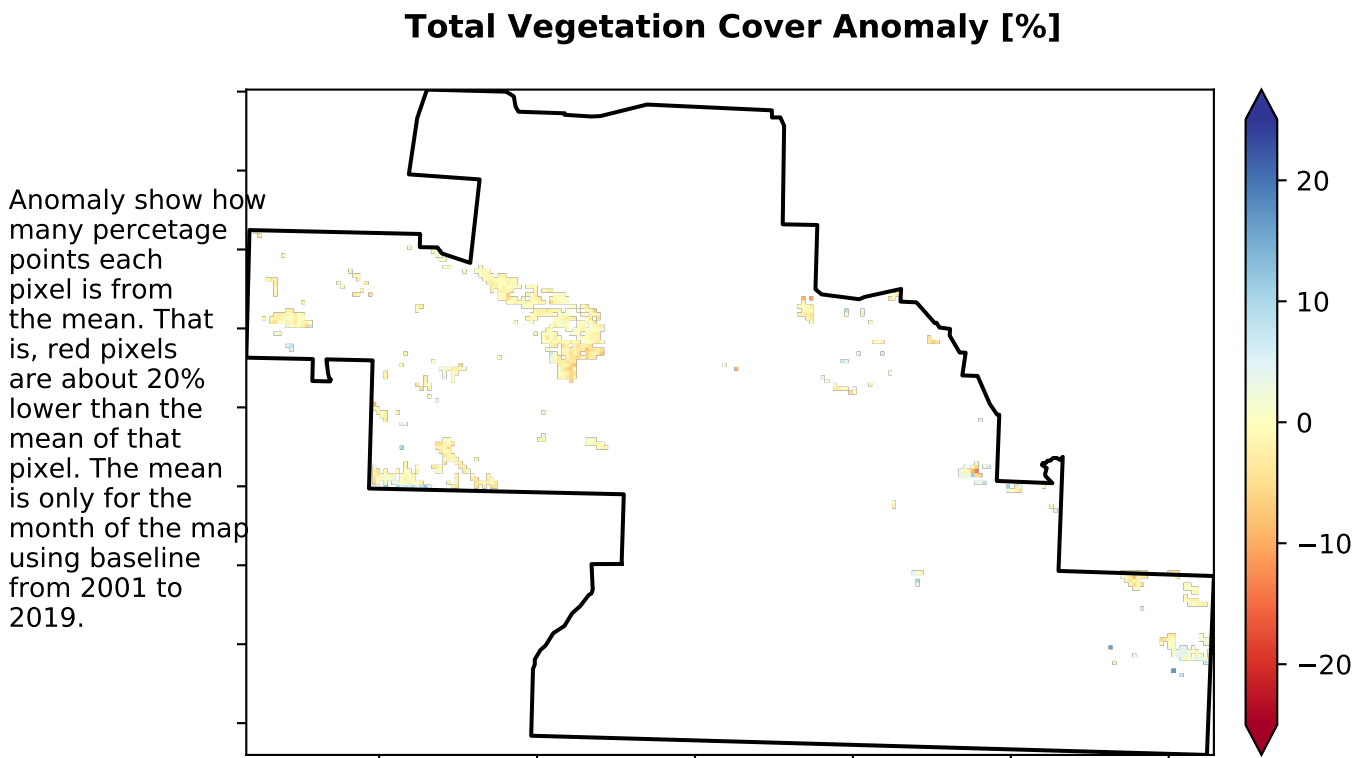 Total Vegetation Cover Anomaly [%]
Anomaly show how
many percetage
points each
pixel is from
the mean. That
is, red pixels
are about 20%
lower than the
mean of that
pixel. The mean
is only for the
month of the map
using baseline
from 2001 to
2019.
20
10
0
−10
−20